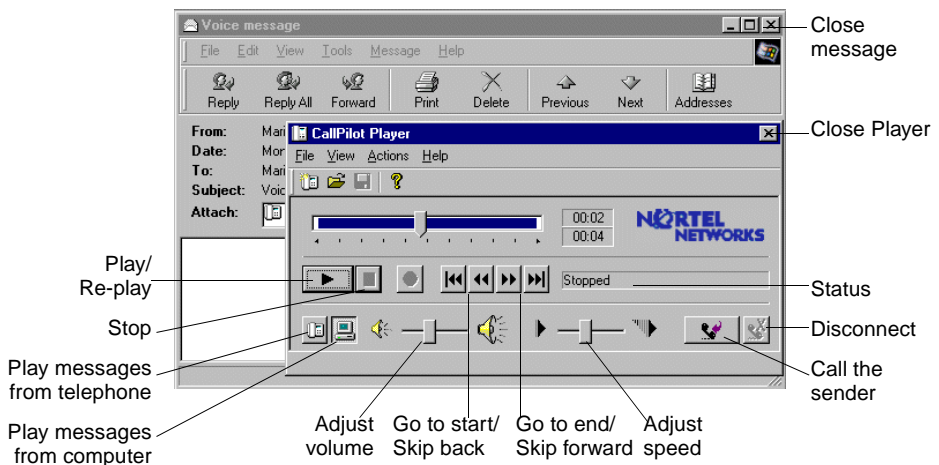 Voice message
Close
message
File Edit View Tools Message Help
Reply Reply All Forward Print Delete Previous Next Addresses
From: Mari
Date: Mon
To: Mari
Subject: Voic
Attach:
CallPilot Player
Close Player
File View Actions Help
00:02
00:04
NORTEL
NETWORKS
Play/
Re-play
Stopped
Status
Stop
Disconnect
Play messages
from telephone
Call the
sender
Play messages
from computer
Adjust
volume
Go to start/
Skip back
Go to end/
Skip forward
Adjust
speed